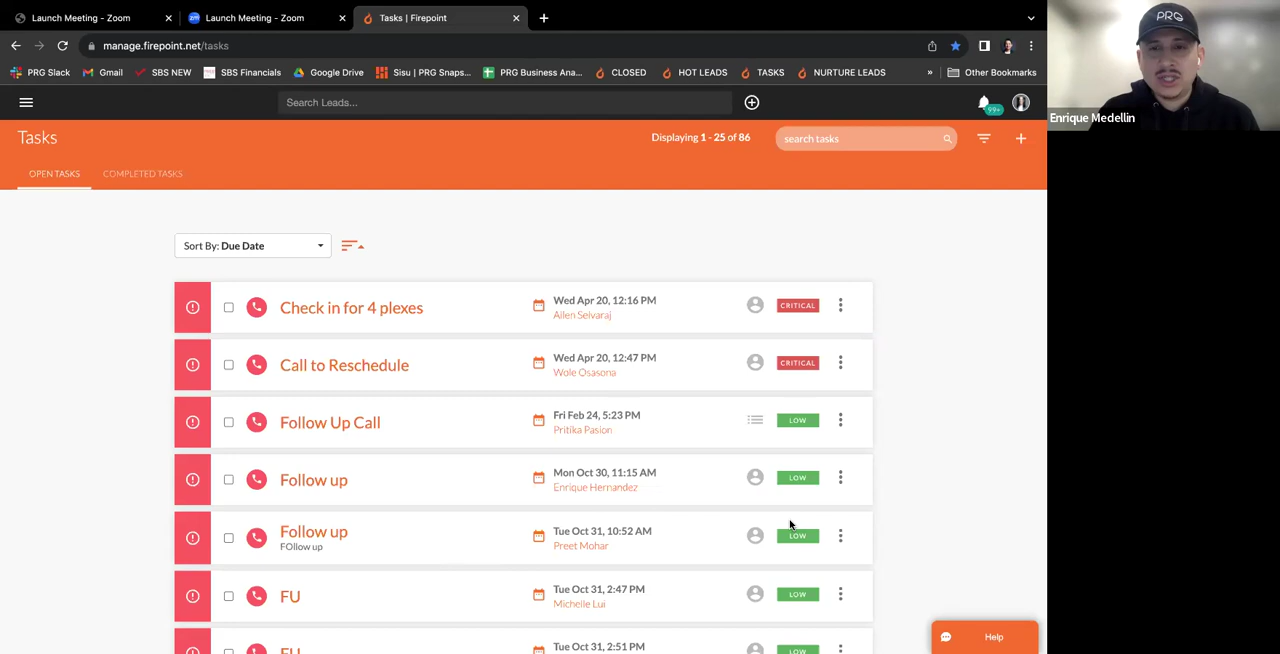 Launch Meeting - Zoom
Launch Meeting - Zoom
Tasks | Firepoint
manage.firepoint.net/tasks
PRG Slack
Gmail
SBS NEW
SBS Financials
Google Drive
Sisu | PRG Snaps...
PRG Business Ana...
CLOSED
HOT LEADS
TASKS
NURTURE LEADS
»
Other Bookmarks
Search Leads...
99+
PRG
Enrique Medellin
Tasks
Displaying 1 - 25 of 86
search tasks
OPEN TASKS
COMPLETED TASKS
Sort By: Due Date
Check in for 4 plexes
Wed Apr 20, 12:16 PM
Allen Selvaraj
CRITICAL
Call to Reschedule
Wed Apr 20, 12:47 PM
Wole Osasona
CRITICAL
Follow Up Call
Fri Feb 24, 5:23 PM
Pritika Pasion
LOW
Follow up
Mon Oct 30, 11:15 AM
Enrique Hernandez
LOW
Follow up
FOllow up
Tue Oct 31, 10:52 AM
Preet Mohar
LOW
FU
Tue Oct 31, 2:47 PM
Michelle Lui
LOW
FU
Tue Oct 31, 2:51 PM
LOW
Help